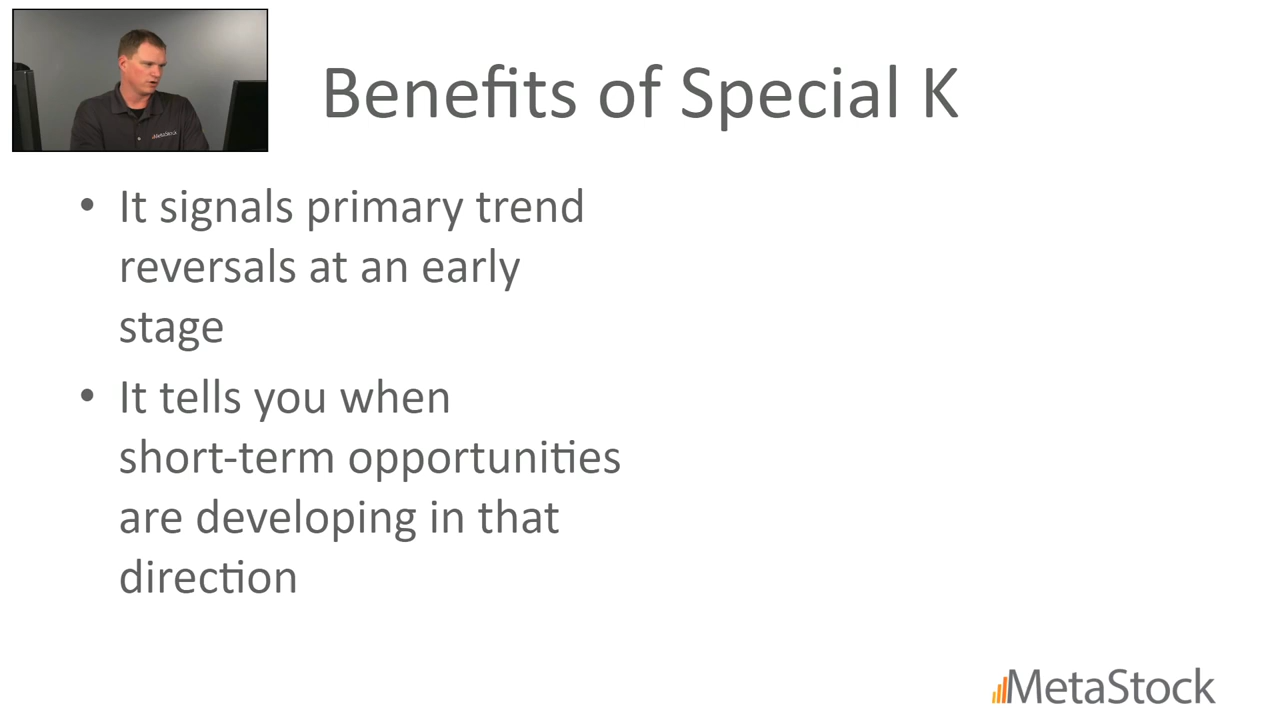 Benefits of Special K
• It signals primary trend
reversals at an early
stage
• It tells you when
short-term opportunities
are developing in that
direction
MetaStock
MetaStock